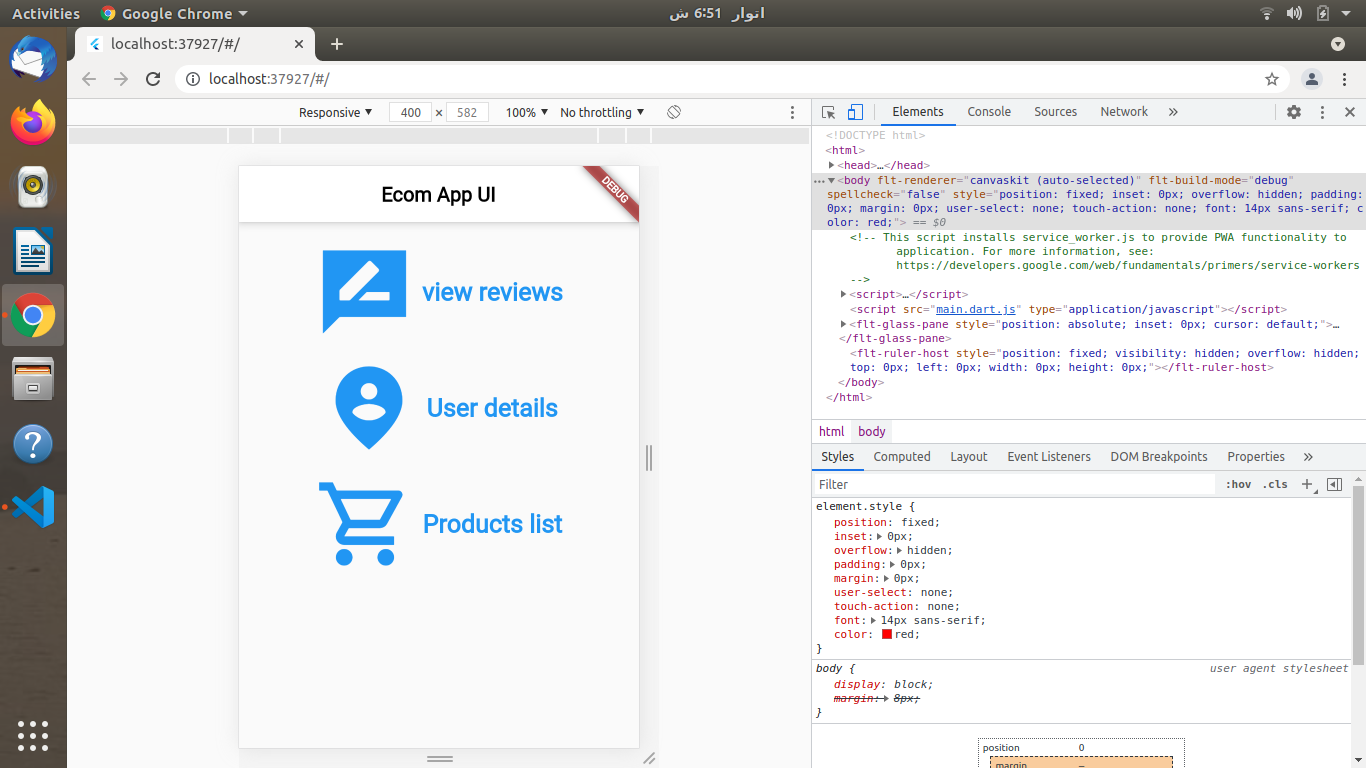 Activities Google Chrome اتوار 6:51 ش
localhost:37927/#/
localhost:37927/#/
Responsive 400 × 582 100% No throttling
Elements Console Sources Network »
Ecom App UI
DEBUG
view reviews
User details
Products list
<!DOCTYPE html>
<html>
<head>…</head>
<body flt-renderer="canvaskit (auto-selected)" flt-build-mode="debug"
spellcheck="false" style="position: fixed; inset: 0px; overflow: hidden; padding:
0px; margin: 0px; user-select: none; touch-action: none; font: 14px sans-serif; c
olor: red;"> == $0
<!-- This script installs service_worker.js to provide PWA functionality to
application. For more information, see:
https://developers.google.com/web/fundamentals/primers/service-workers
-->
<script>…</script>
<script src="main.dart.js" type="application/javascript"></script>
<flt-glass-pane style="position: absolute; inset: 0px; cursor: default;">…
</flt-glass-pane>
<flt-ruler-host style="position: fixed; visibility: hidden; overflow: hidden;
top: 0px; left: 0px; width: 0px; height: 0px;"></flt-ruler-host>
</body>
</html>
html body
Styles Computed Layout Event Listeners DOM Breakpoints Properties »
Filter :hov .cls
element.style {
position: fixed;
inset: 0px;
overflow: hidden;
padding: 0px;
margin: 0px;
user-select: none;
touch-action: none;
font: 14px sans-serif;
color: red;
}
body { user agent stylesheet
display: block;
margin: 8px;
}
position 0
margin –